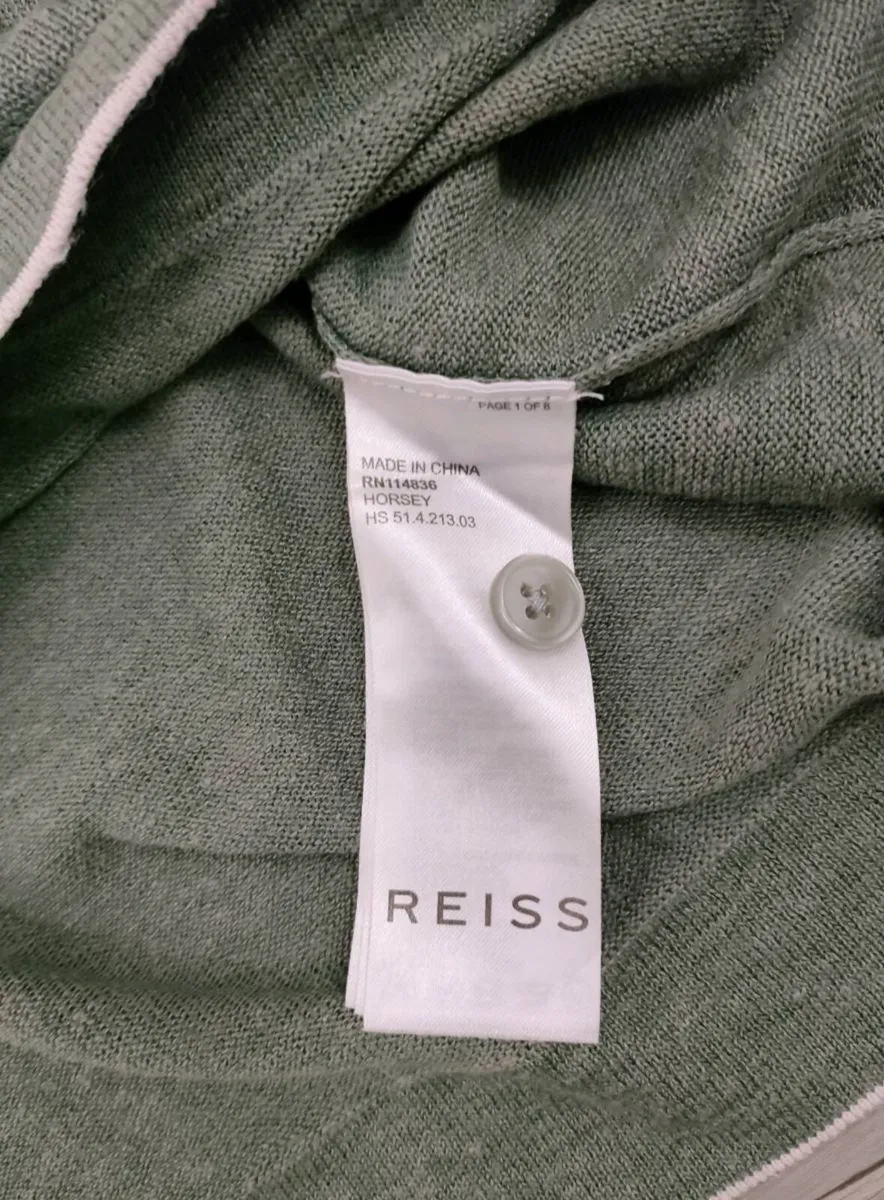 PAGE 1 OF 8
MADE IN CHINA
RN114836
HORSEY
HS 51.4.213.03
REISS